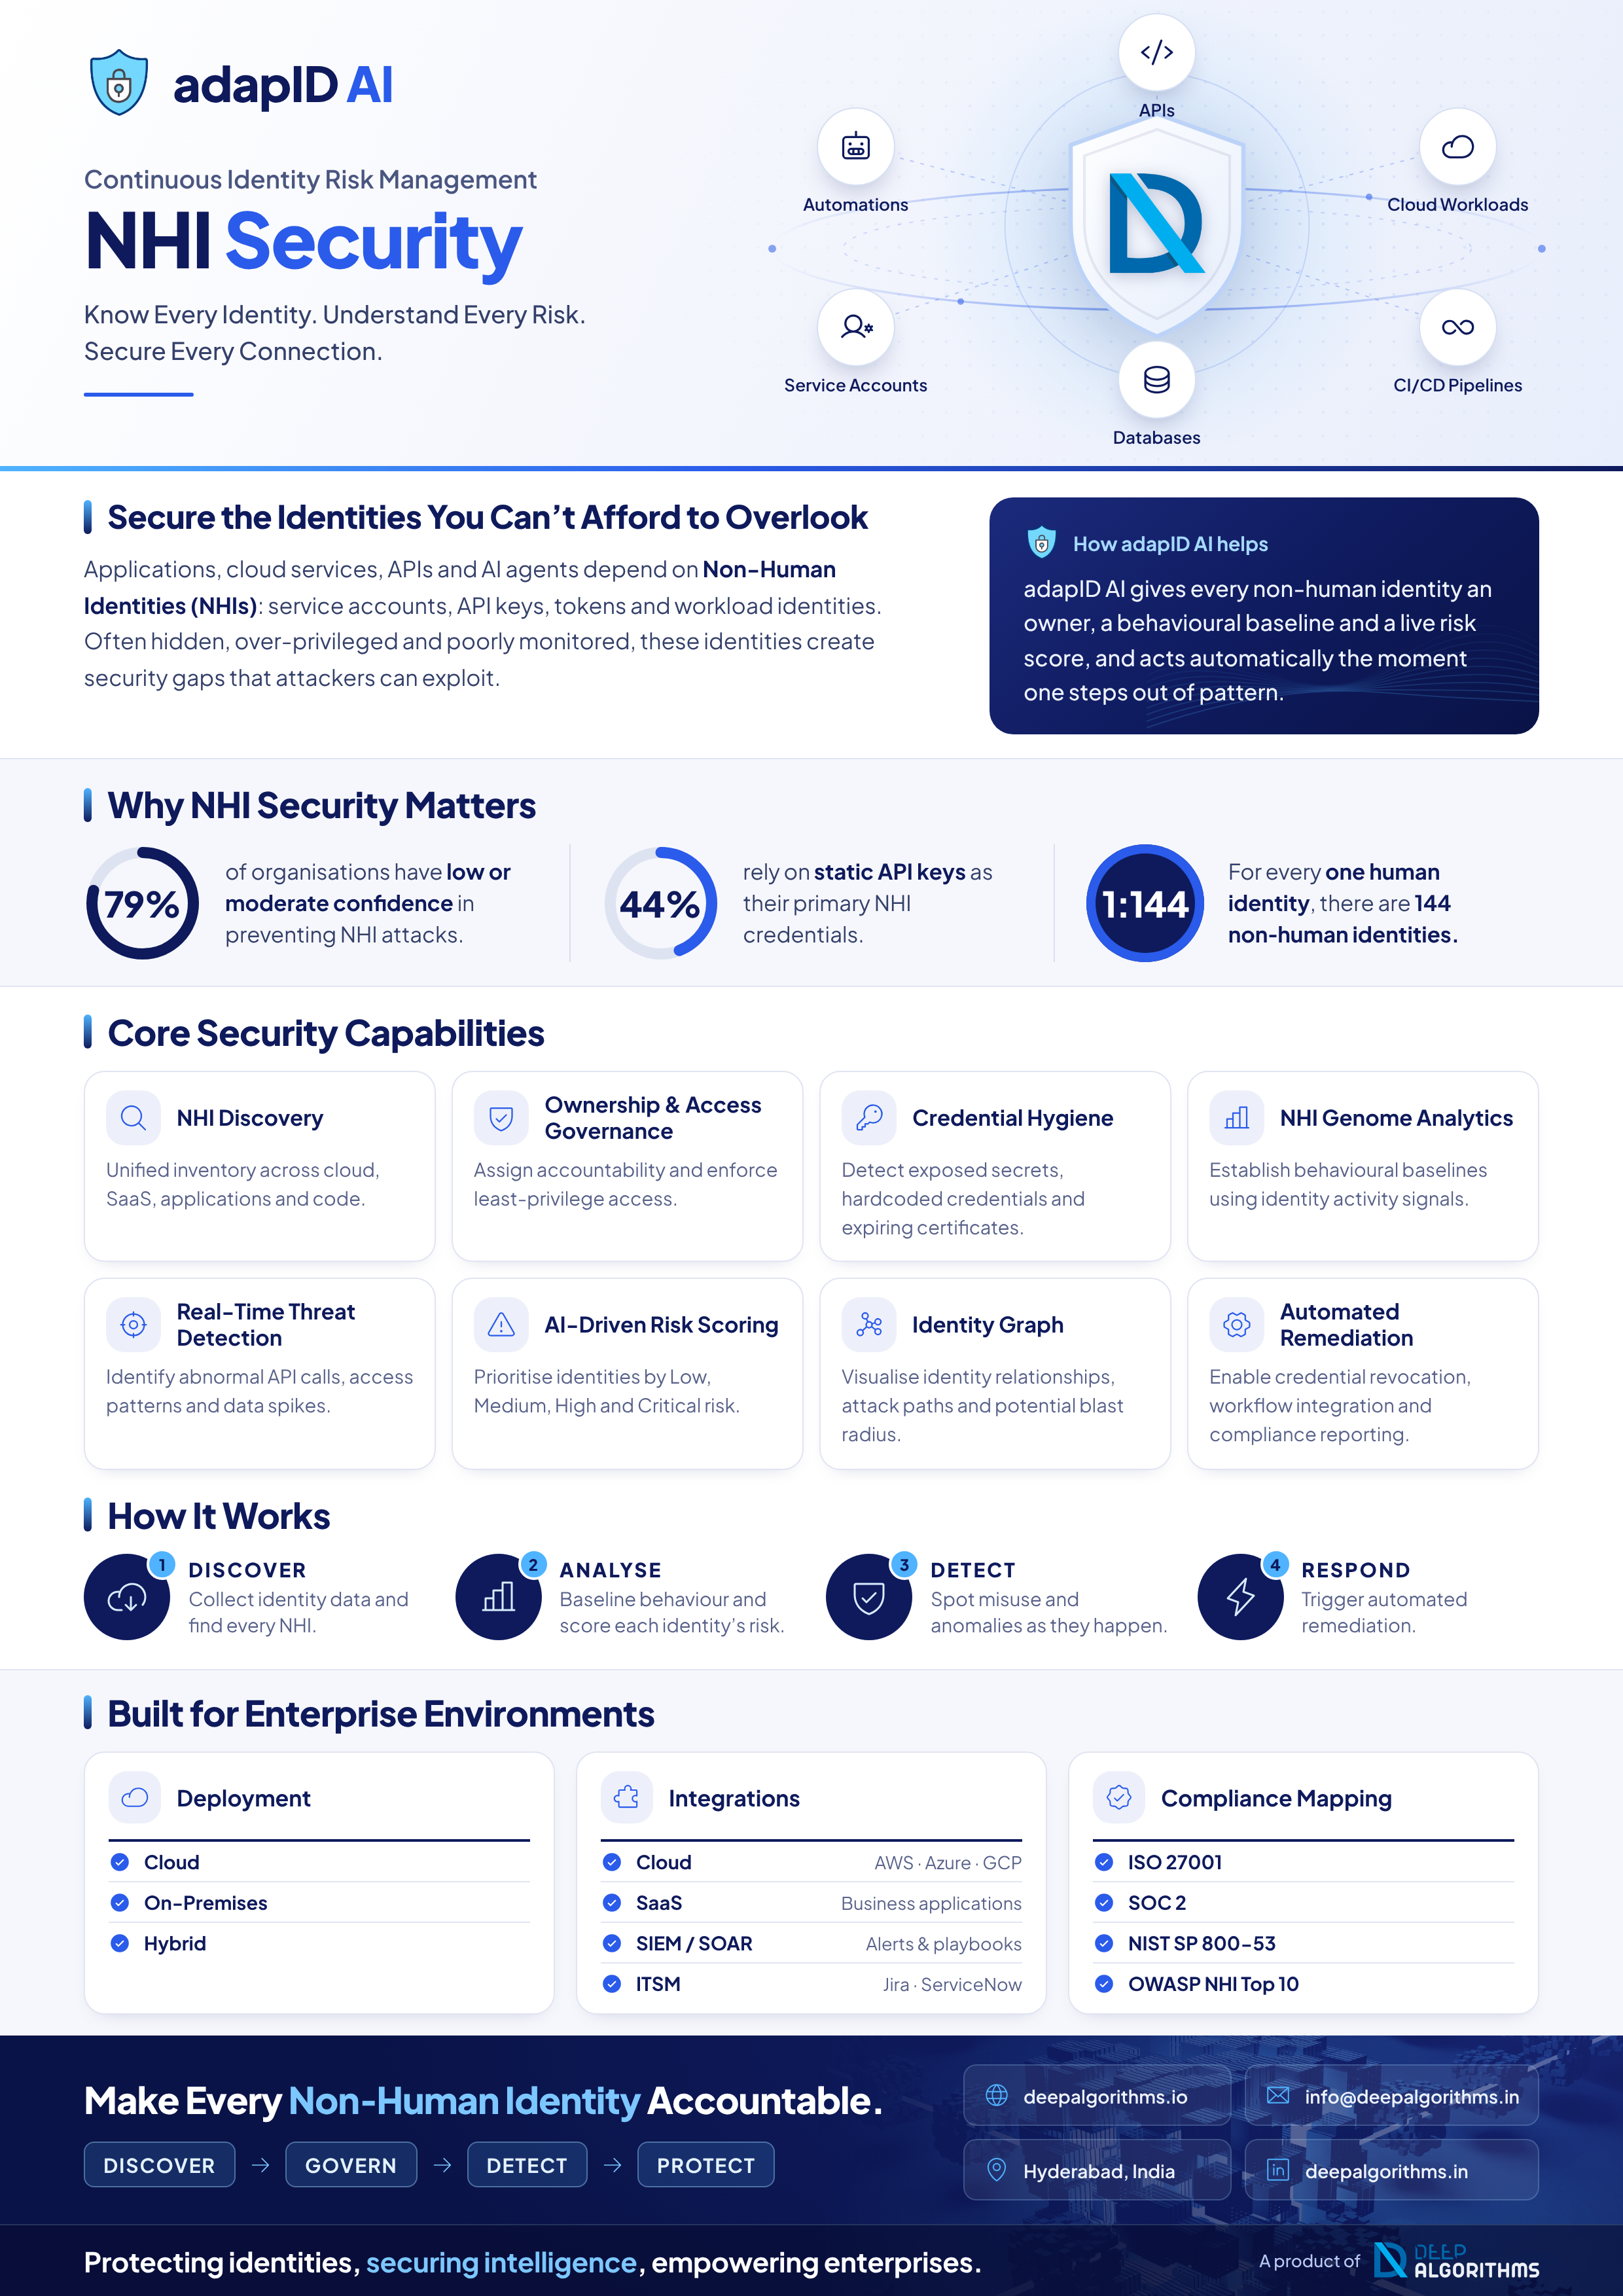 adapID AI
Continuous Identity Risk Management
NHI Security
Know Every Identity. Understand Every Risk.
Secure Every Connection.
APIs
Automations
Cloud Workloads
Service Accounts
CI/CD Pipelines
Databases
Secure the Identities You Can’t Afford to Overlook
Applications, cloud services, APIs and AI agents depend on Non-Human
Identities (NHIs): service accounts, API keys, tokens and workload identities.
Often hidden, over-privileged and poorly monitored, these identities create
security gaps that attackers can exploit.
How adapID AI helps
adapID AI gives every non-human identity an
owner, a behavioural baseline and a live risk
score, and acts automatically the moment
one steps out of pattern.
Why NHI Security Matters
79%
of organisations have low or
moderate confidence in
preventing NHI attacks.
44%
rely on static API keys as
their primary NHI
credentials.
1:144
For every one human
identity, there are 144
non-human identities.
Core Security Capabilities
NHI Discovery
Unified inventory across cloud,
SaaS, applications and code.
Ownership & Access
Governance
Assign accountability and enforce
least-privilege access.
Credential Hygiene
Detect exposed secrets,
hardcoded credentials and
expiring certificates.
NHI Genome Analytics
Establish behavioural baselines
using identity activity signals.
Real-Time Threat
Detection
Identify abnormal API calls, access
patterns and data spikes.
AI-Driven Risk Scoring
Prioritise identities by Low,
Medium, High and Critical risk.
Identity Graph
Visualise identity relationships,
attack paths and potential blast
radius.
Automated
Remediation
Enable credential revocation,
workflow integration and
compliance reporting.
How It Works
1
DISCOVER
Collect identity data and
find every NHI.
2
ANALYSE
Baseline behaviour and
score each identity’s risk.
3
DETECT
Spot misuse and
anomalies as they happen.
4
RESPOND
Trigger automated
remediation.
Built for Enterprise Environments
Deployment
Cloud
On-Premises
Hybrid
Integrations
Cloud AWS · Azure · GCP
SaaS Business applications
SIEM / SOAR Alerts & playbooks
ITSM Jira · ServiceNow
Compliance Mapping
ISO 27001
SOC 2
NIST SP 800-53
OWASP NHI Top 10
Make Every Non-Human Identity Accountable.
DISCOVER → GOVERN → DETECT → PROTECT
deepalgorithms.io
info@deepalgorithms.in
Hyderabad, India
in deepalgorithms.in
Protecting identities, securing intelligence, empowering enterprises.
A product of
DEEP
ALGORITHMS